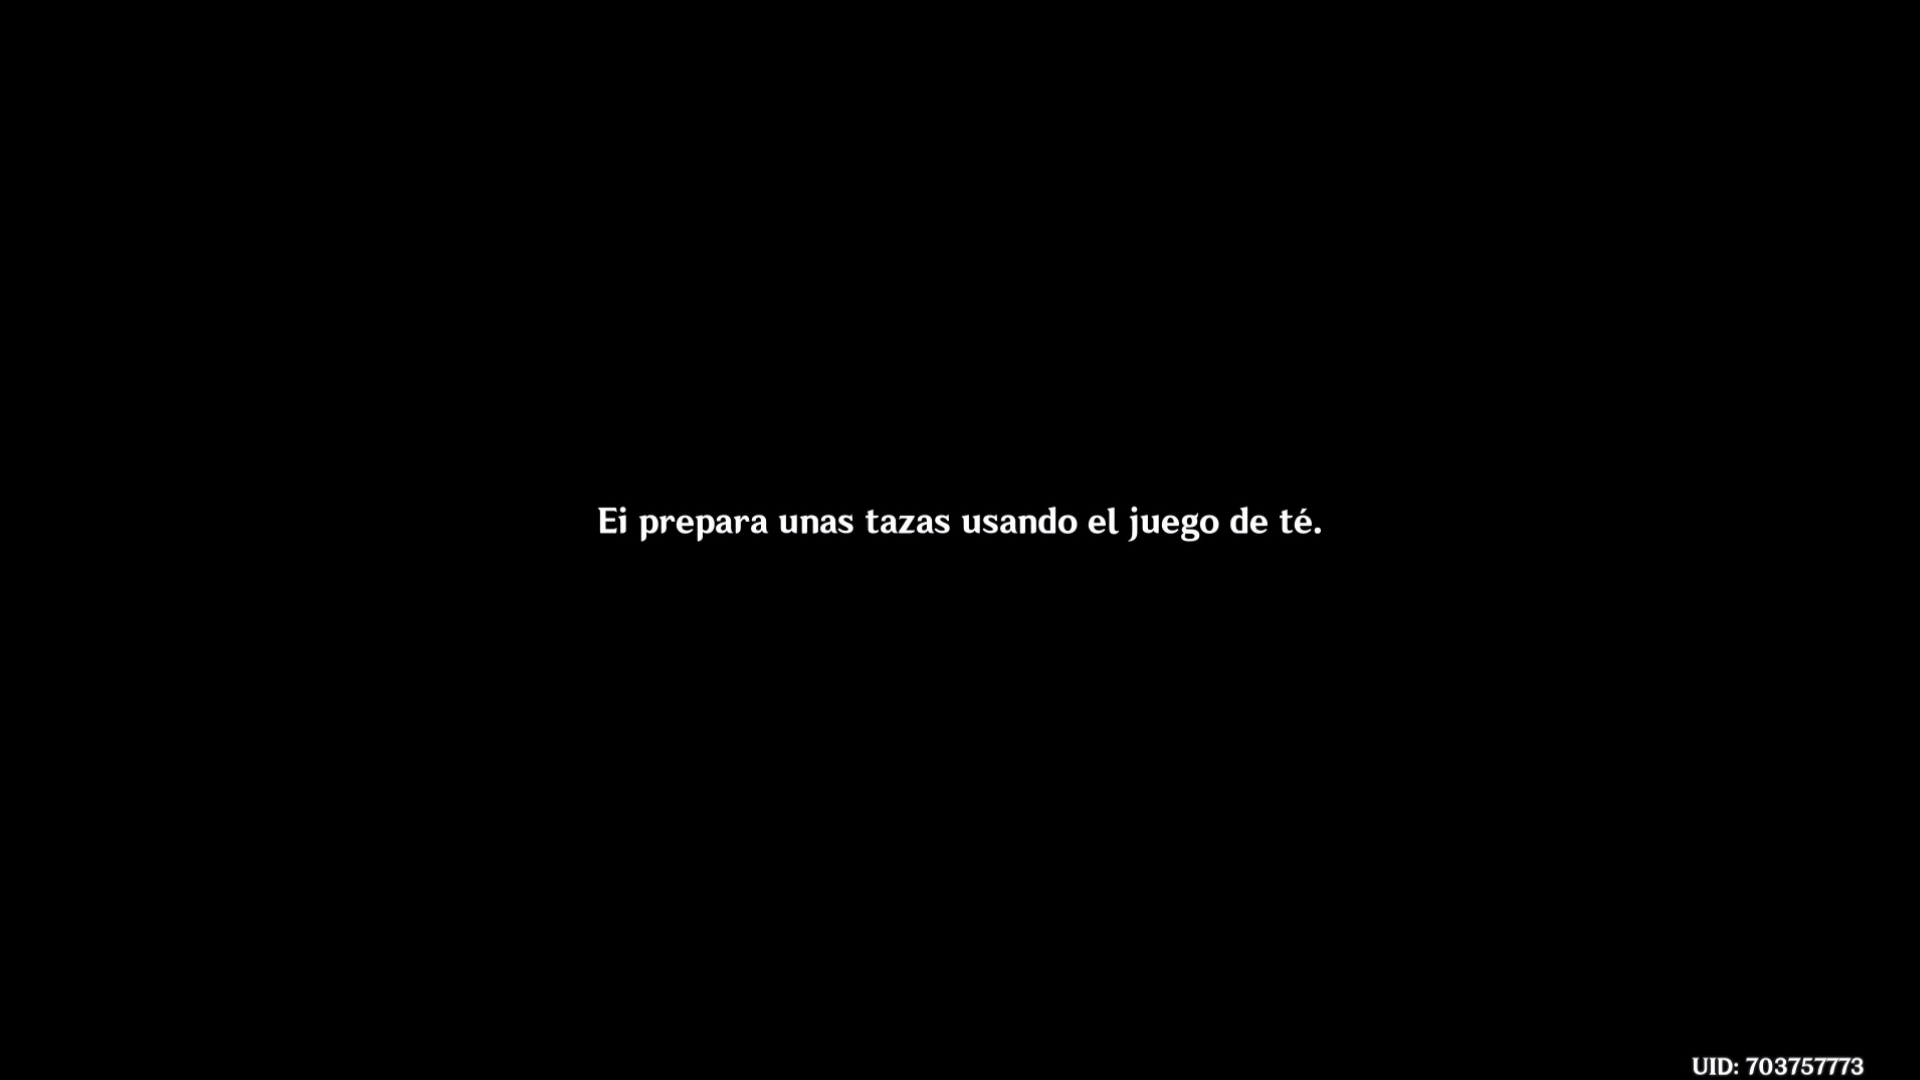 Ei prepara unas tazas usando el juego de té.
UID: 703757773